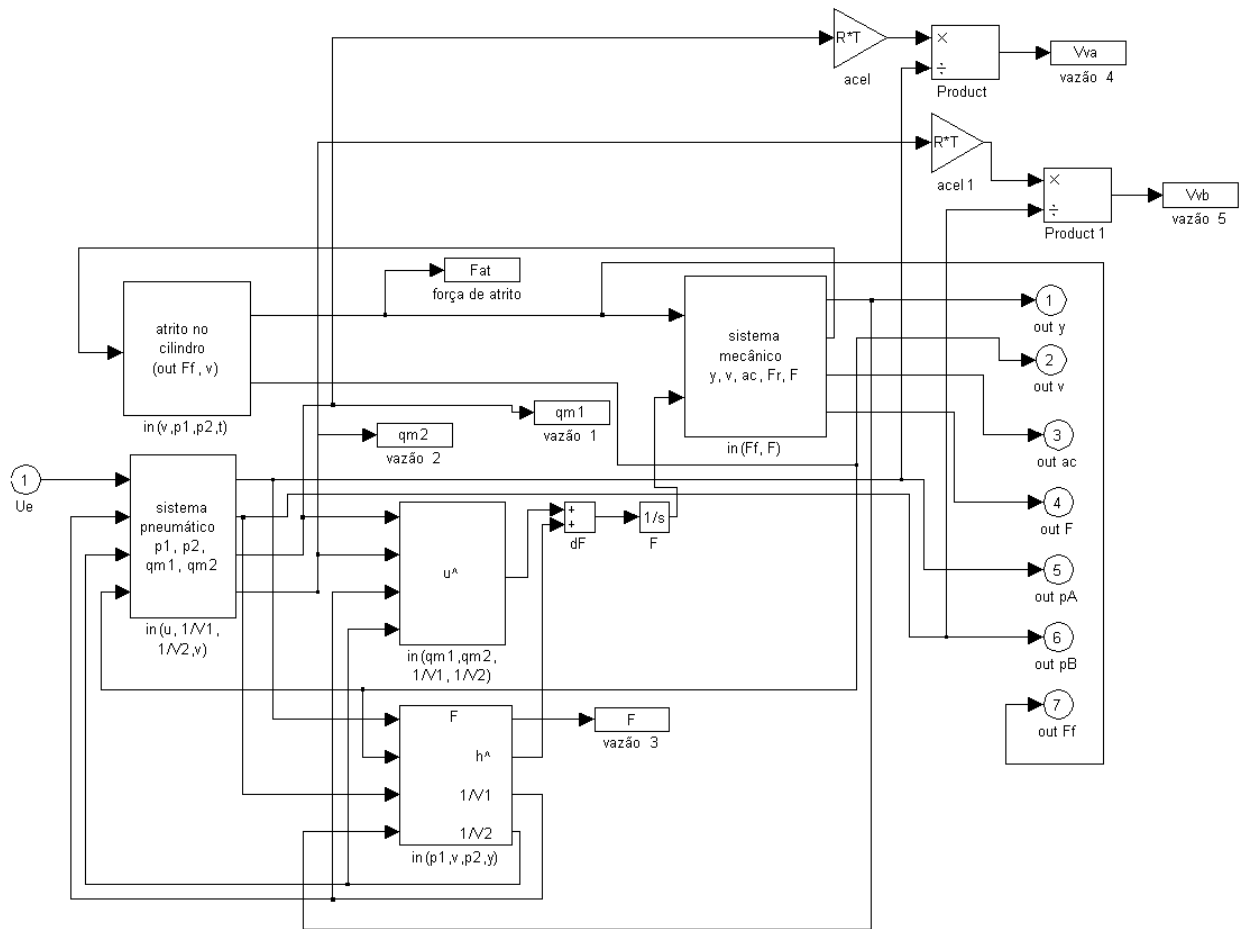 R*T
acel
×
÷
Product
Vva
vazão 4
R*T
acel 1
×
÷
Product 1
Vvb
vazão 5
atrito no
cilindro
(out Ff, v)
in(v,p1,p2,t)
Fat
força de atrito
sistema
mecânico
y, v, ac, Fr, F
in(Ff, F)
1
out y
2
out v
3
out ac
4
out F
5
out pA
6
out pB
7
out Ff
qm1
vazão 1
qm2
vazão 2
1
Ue
sistema
pneumático
p1, p2,
qm1, qm2
in(u, 1/V1,
1/V2,v)
u^
in(qm1,qm2,
1/V1, 1/V2)
+
+
dF
1/s
F
F
h^
1/V1
1/V2
in(p1,v,p2,y)
F
vazão 3